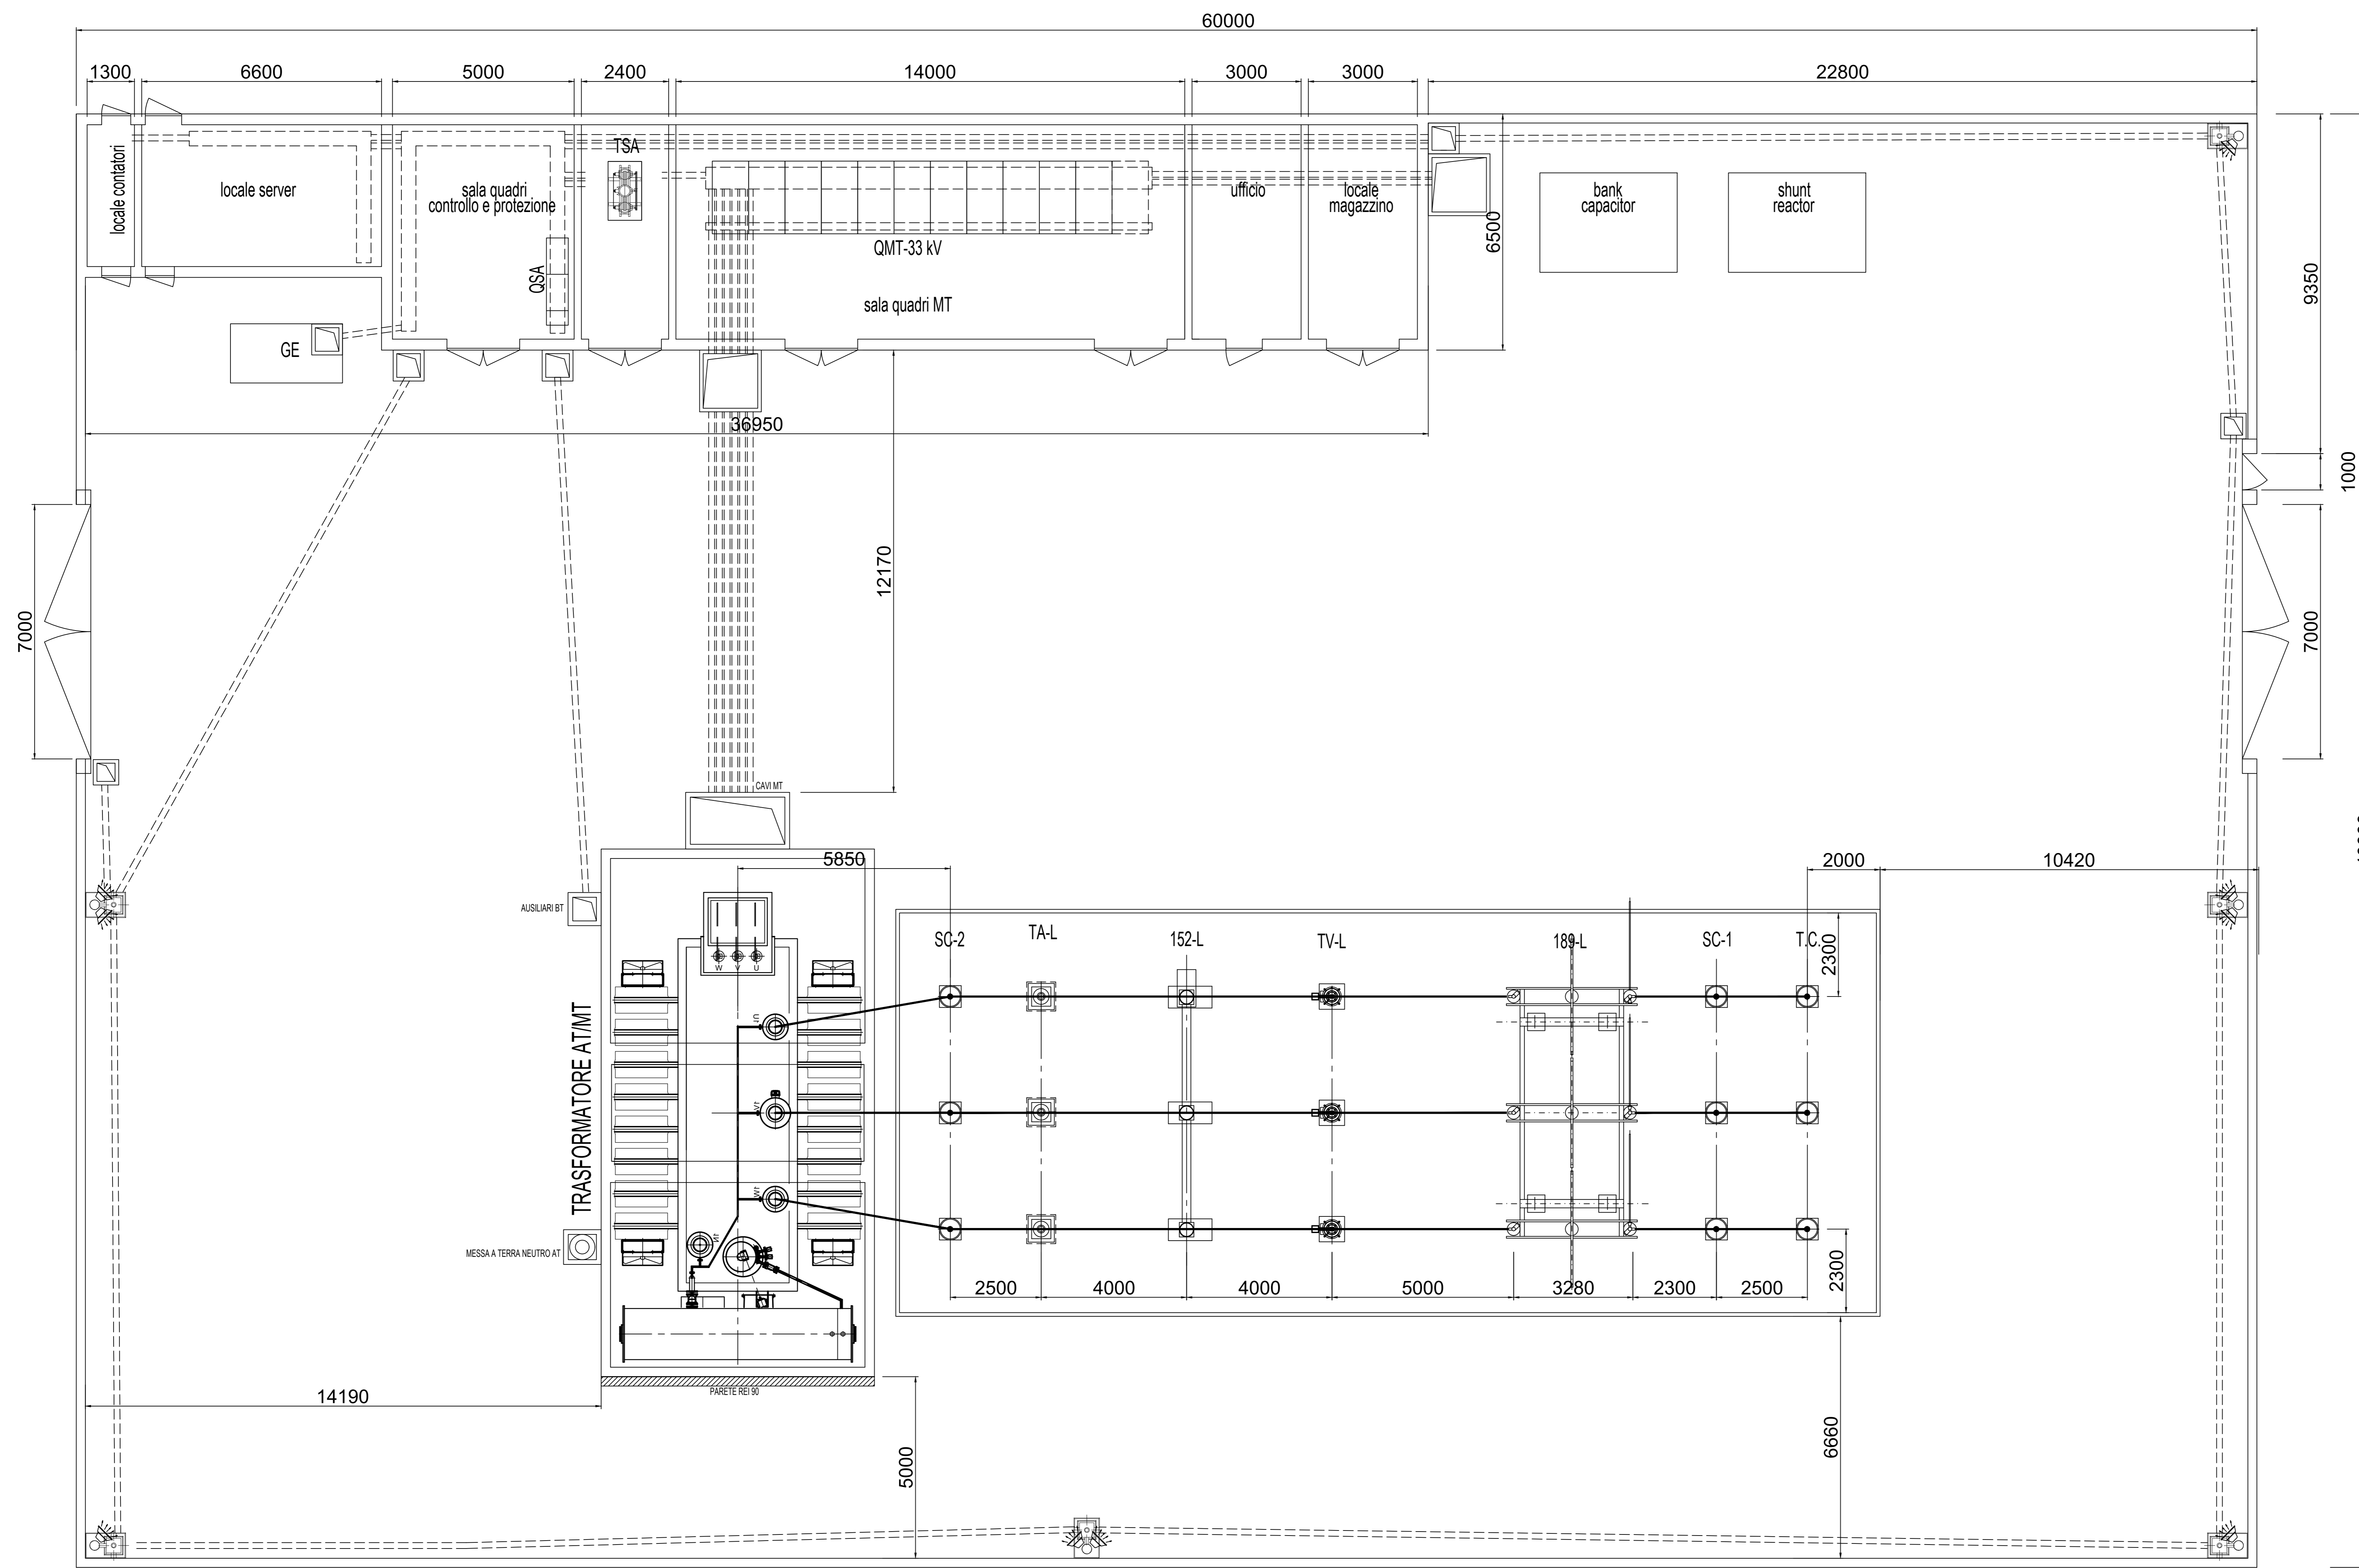 60000
1300
6600
5000
2400
14000
3000
3000
22800
locale contatori
locale server
sala quadri
controllo e protezione
TSA
QSA
QMT-33 kV
sala quadri MT
ufficio
locale
magazzino
bank
capacitor
shunt
reactor
6500
9350
1000
GE
36950
12170
7000
7000
CAVI MT
5850
2000
10420
AUSILIARI BT
TRASFORMATORE AT/MT
MESSA A TERRA NEUTRO AT
W V U
U1
V1
W1
N1
SC-2
TA-L
152-L
TV-L
189-L
SC-1
T.C.
2300
2300
2500
4000
4000
5000
3280
2300
2500
PARETE REI 90
14190
5000
6660